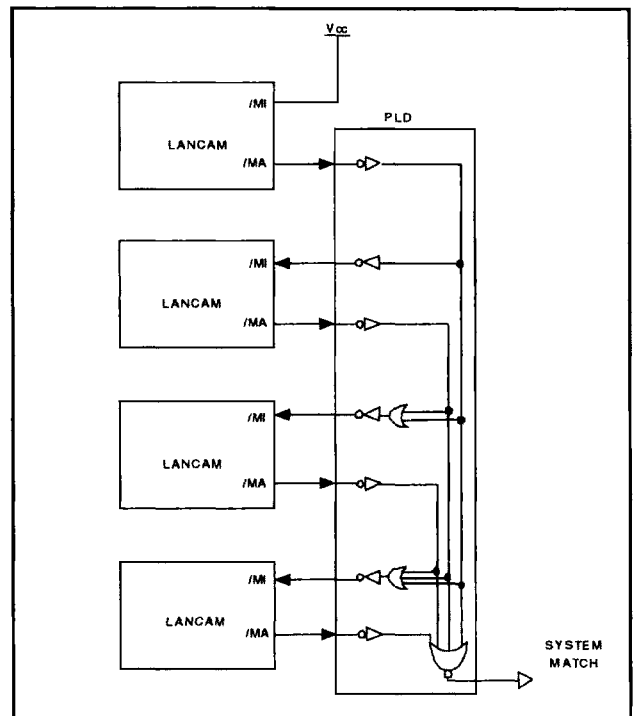 Vcc
/MI
LANCAM
/MA
PLD
/MI
LANCAM
/MA
/MI
LANCAM
/MA
/MI
LANCAM
/MA
SYSTEM
MATCH